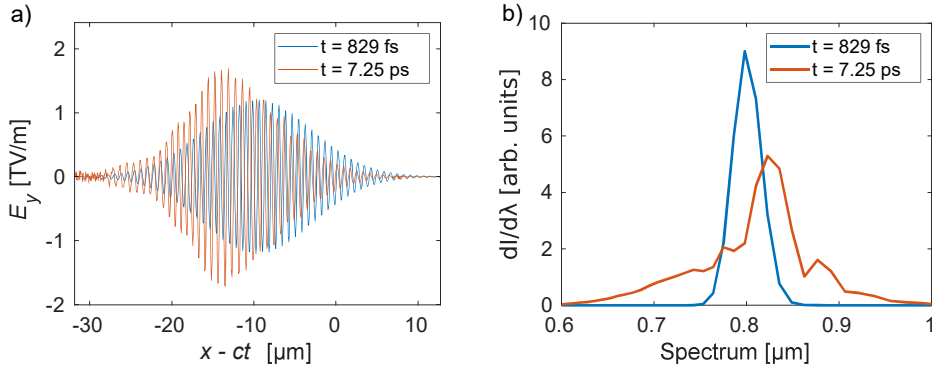 a)
t = 829 fs
t = 7.25 ps
2
1
0
-1
-2
E_y [TV/m]
-30 -20 -10 0 10
x - ct [µm]
b)
t = 829 fs
t = 7.25 ps
10
8
6
4
2
0
dI/dλ [arb. units]
0.6 0.7 0.8 0.9 1
Spectrum [µm]